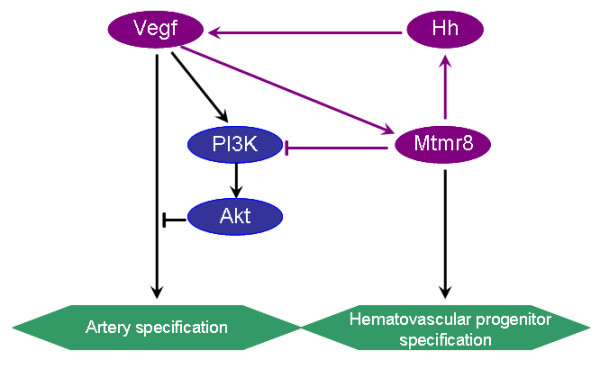 Vegf
Hh
PI3K
Mtmr8
Akt
Artery specification
Hematovascular progenitor
specification